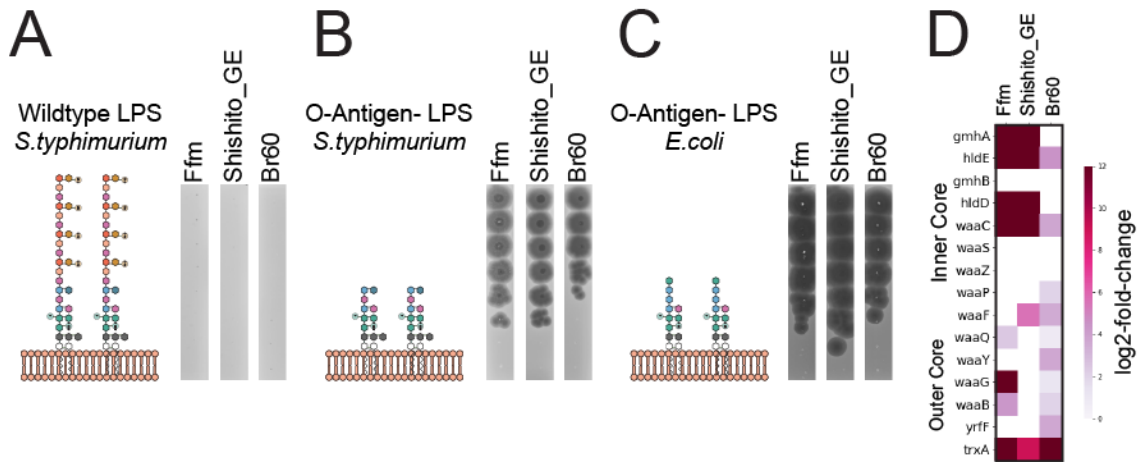 A
Wildtype LPS
S.typhimurium
Ffm
Shishito_GE
Br60
B
O-Antigen- LPS
S.typhimurium
Ffm
Shishito_GE
Br60
C
O-Antigen- LPS
E.coli
Ffm
Shishito_GE
Br60
D
Ffm
Shishito_GE
Br60
Inner Core
Outer Core
gmhA
hldE
gmhB
hldD
waaC
waaS
waaZ
waaP
waaF
waaQ
waaY
waaG
waaB
yrfF
trxA
12
10
8
6
4
2
0
log2-fold-change